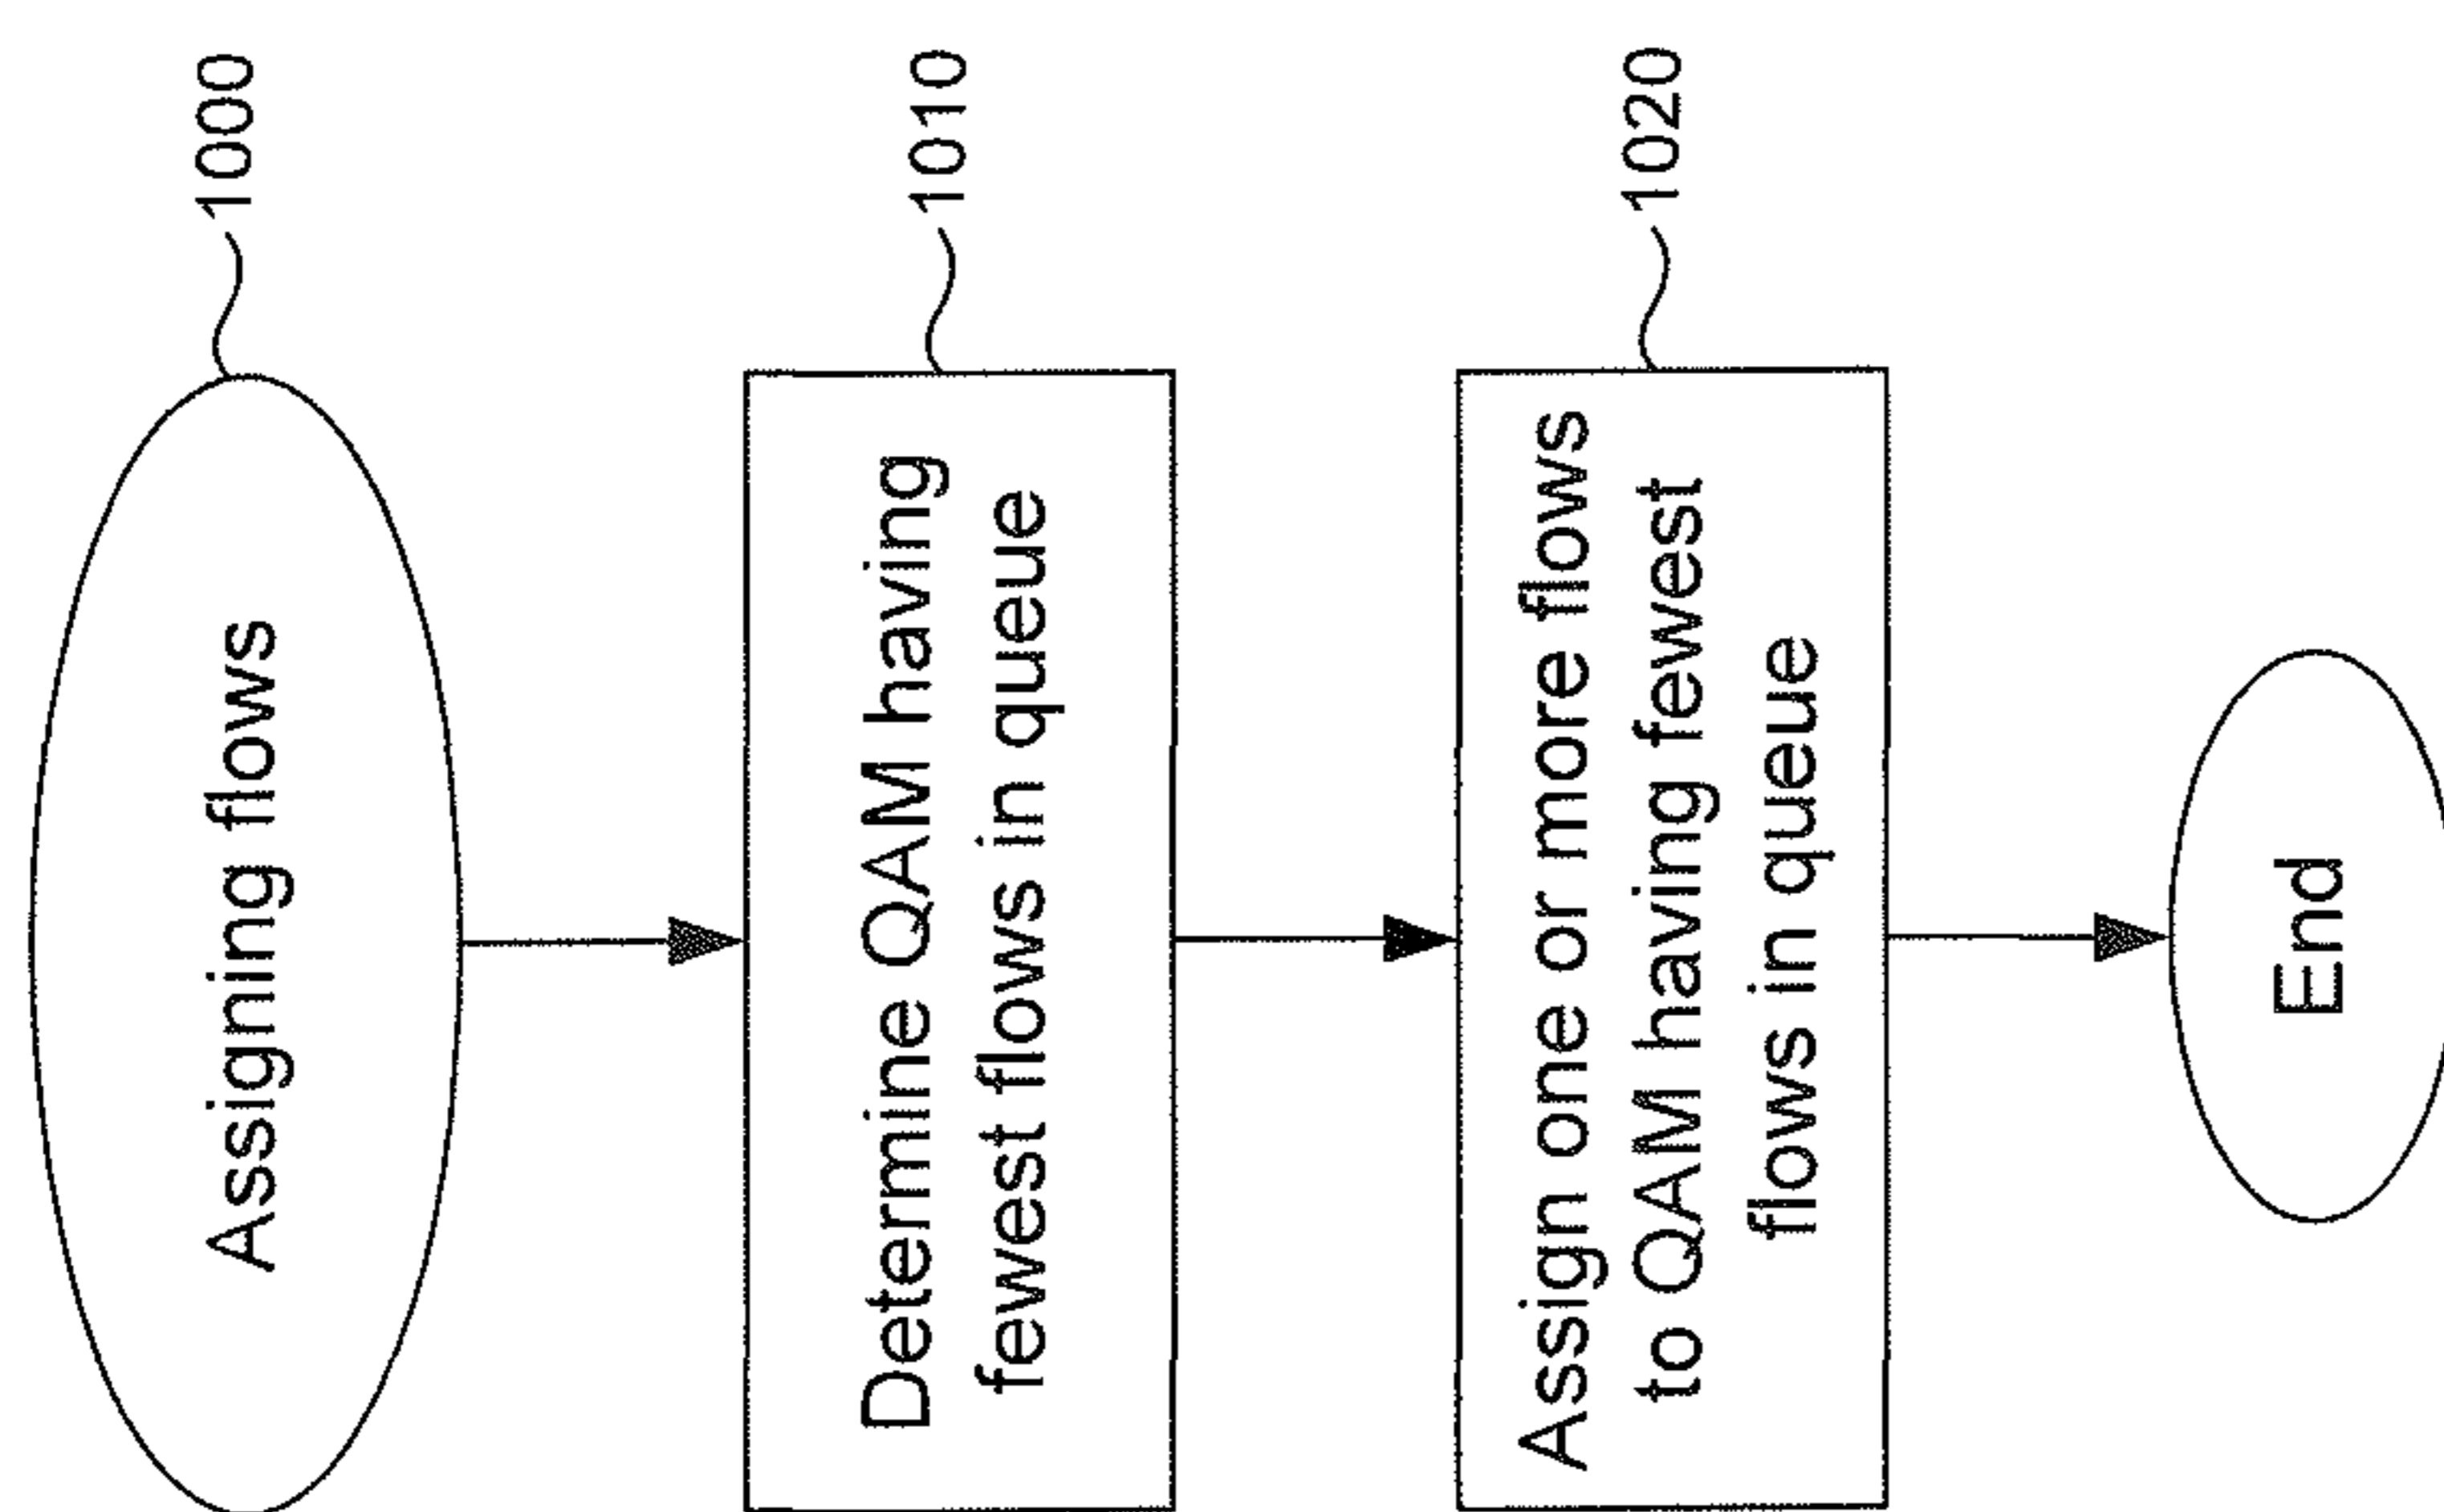 Assigning flows
1000
Determine QAM having
fewest flows in queue
1010
Assign one or more flows
to QAM having fewest
flows in queue
1020
End